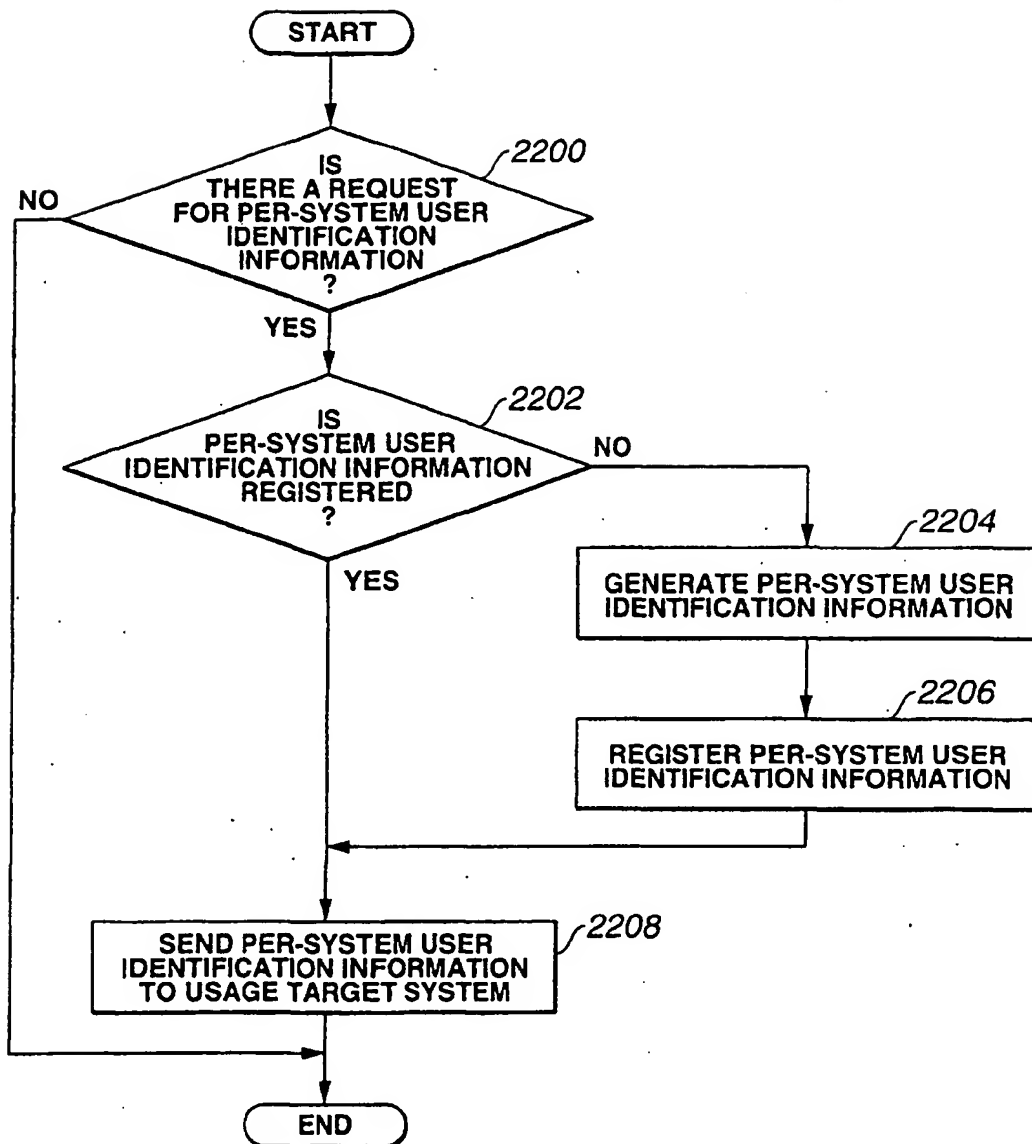 START
2200
IS
THERE A REQUEST
FOR PER-SYSTEM USER
IDENTIFICATION
INFORMATION
?
NO
YES
2202
IS
PER-SYSTEM USER
IDENTIFICATION INFORMATION
REGISTERED
?
NO
YES
2204
GENERATE PER-SYSTEM USER
IDENTIFICATION INFORMATION
2206
REGISTER PER-SYSTEM USER
IDENTIFICATION INFORMATION
2208
SEND PER-SYSTEM USER
IDENTIFICATION INFORMATION
TO USAGE TARGET SYSTEM
END